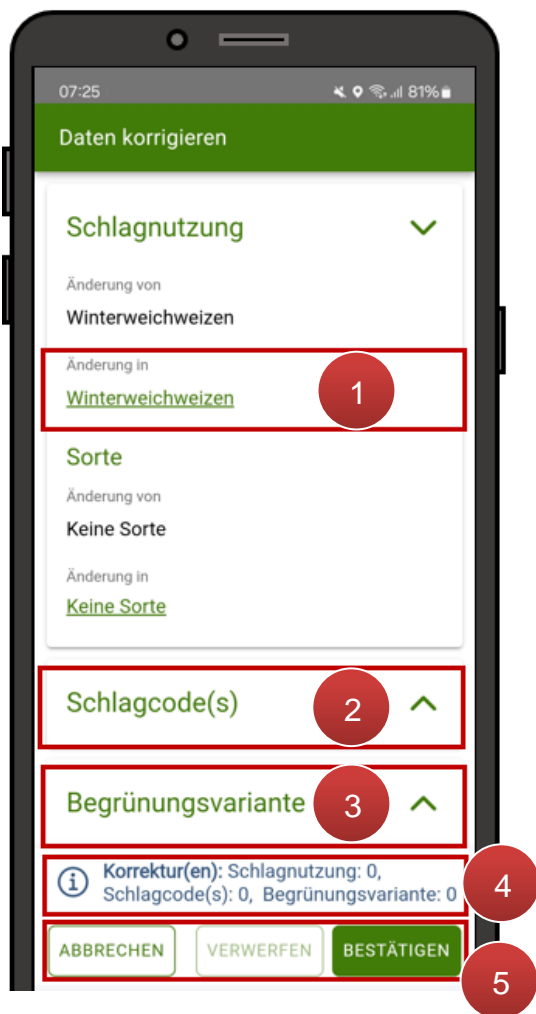 07:25 81%
Daten korrigieren
Schlagnutzung
Änderung von
Winterweichweizen
Änderung in
Winterweichweizen
1
Sorte
Änderung von
Keine Sorte
Änderung in
Keine Sorte
Schlagcode(s)
2
Begrünungsvariante
3
Korrektur(en): Schlagnutzung: 0,
Schlagcode(s): 0, Begrünungsvariante: 0
4
ABBRECHEN VERWERFEN BESTÄTIGEN
5